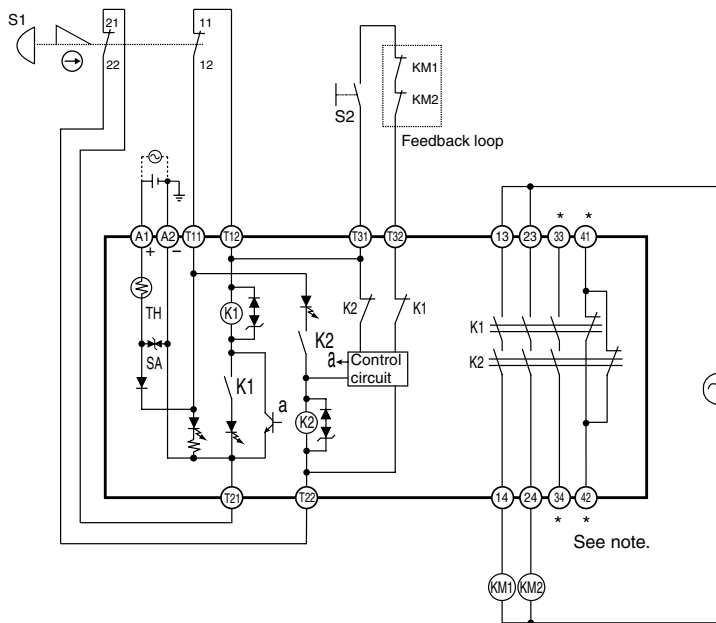 S1
21
11
22
12
KM1
KM2
S2
Feedback loop
A1
A2
T11
T12
T31
T32
13
23
33
41
* *
+
−
TH
SA
K1
K1
K2
K2
K1
K2
a
a
Control
circuit
K1
K2
T21
T22
14
24
34
42
* *
See note.
KM1
KM2